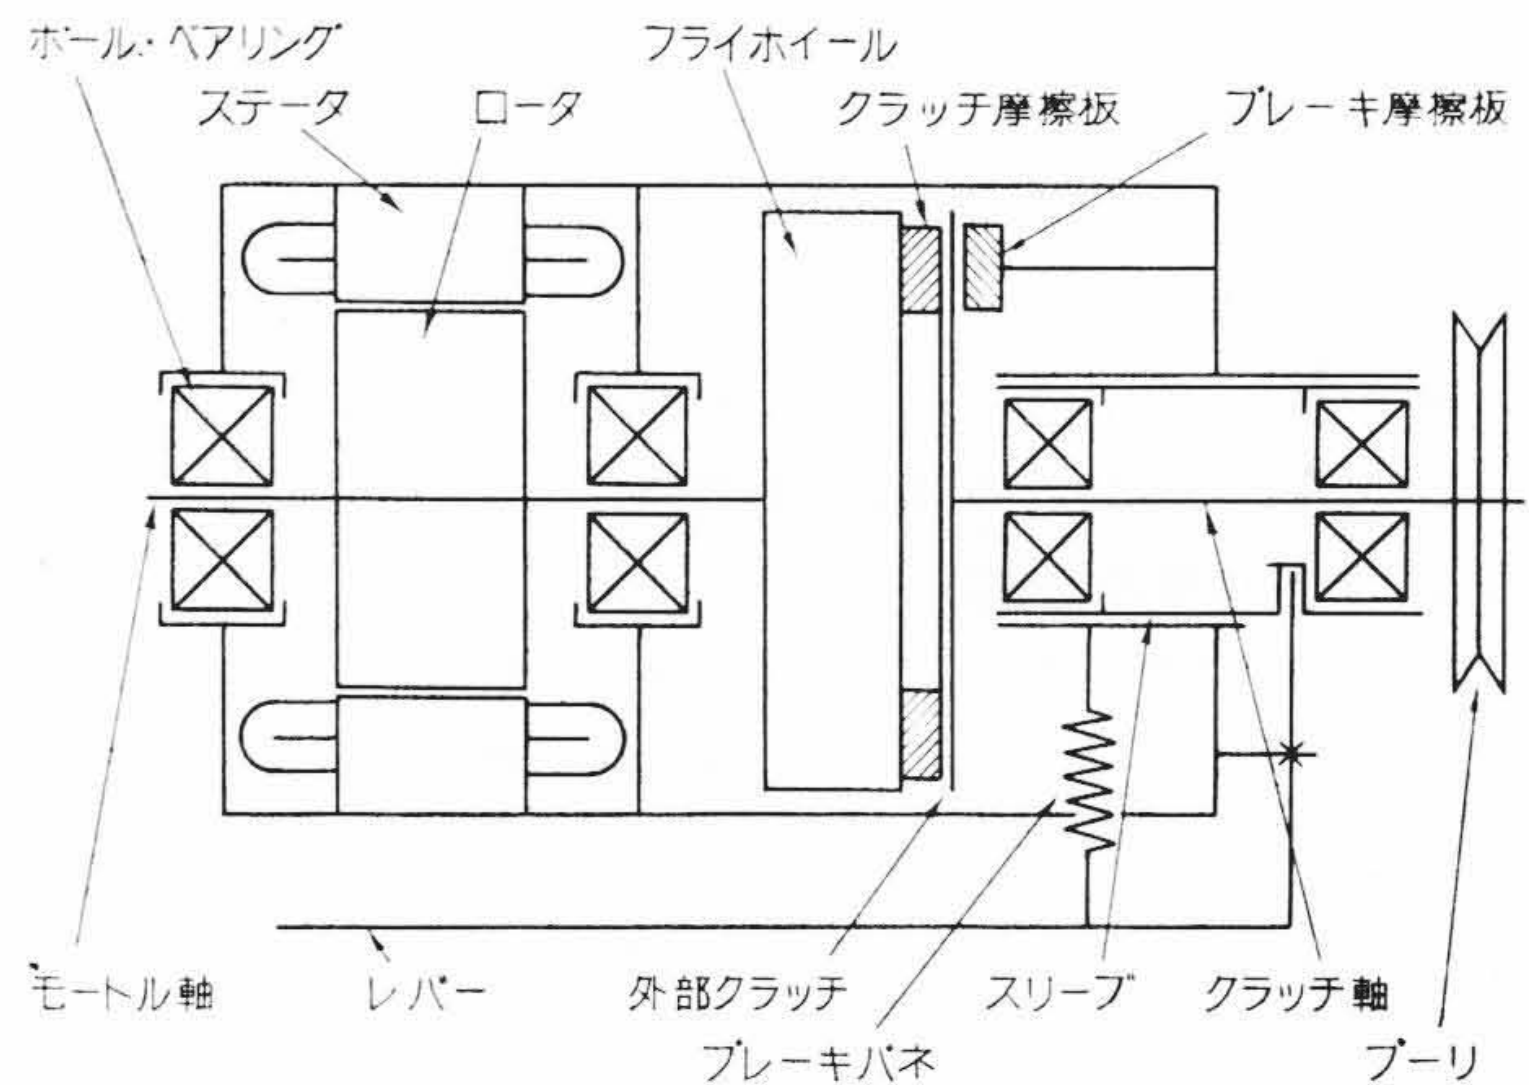 ボール・ベアリング
フライホイール
ステータ
ロータ
クラッチ摩擦板
ブレーキ摩擦板
モートル軸
レバー
外部クラッチ
スリーブ
クラッチ軸
ブレーキバネ
プーリ